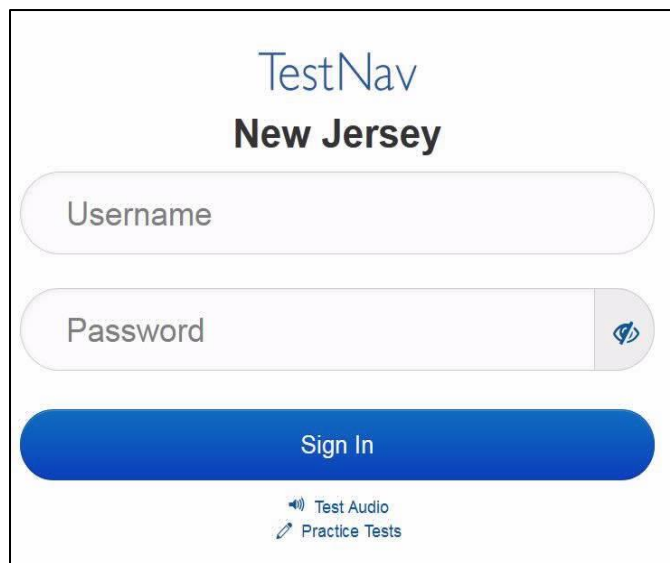 TestNav
New Jersey
Username
Password
Sign In
Test Audio
Practice Tests